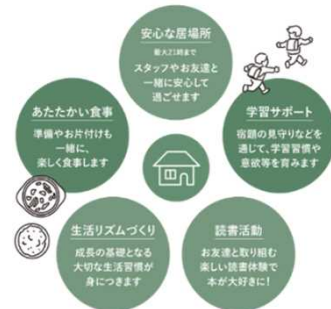 安心な居場所
最大21時まで
スタッフやお友達と
一緒に安心して
過ごせます
あたたかい食事
準備やお片付けも
一緒に、
楽しく食事します
学習サポート
宿題の見守りなどを
通じて、学習習慣や
意欲等を育みます
生活リズムづくり
成長の基礎となる
大切な生活習慣が
身につきます
読書活動
お友達と取り組む
楽しい読書体験で
本が大好きに!